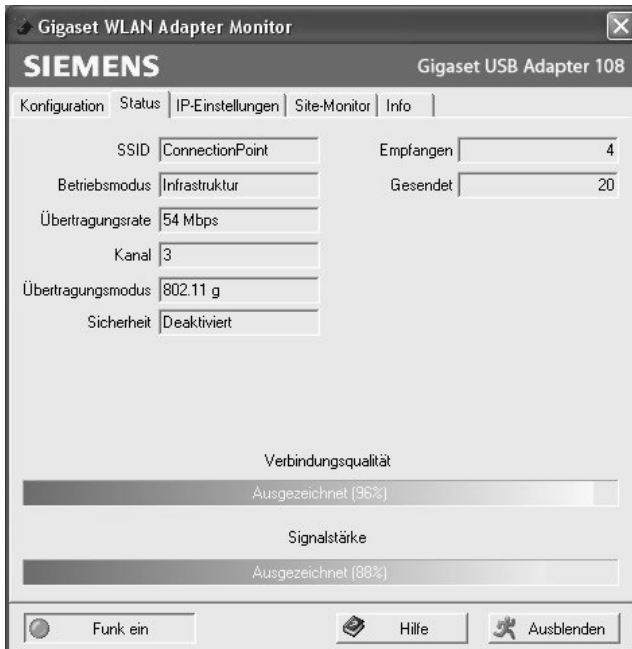 Gigaset WLAN Adapter Monitor
SIEMENS
Gigaset USB Adapter 108
Konfiguration Status IP-Einstellungen Site-Monitor Info
SSID ConnectionPoint Empfangen 4
Betriebsmodus Infrastruktur Gesendet 20
Übertragungsrate 54 Mbps
Kanal 3
Übertragungsmodus 802.11 g
Sicherheit Deaktiviert
Verbindungsqualität
Ausgezeichnet (96%)
Signalstärke
Ausgezeichnet (88%)
Funk ein Hilfe Ausblenden